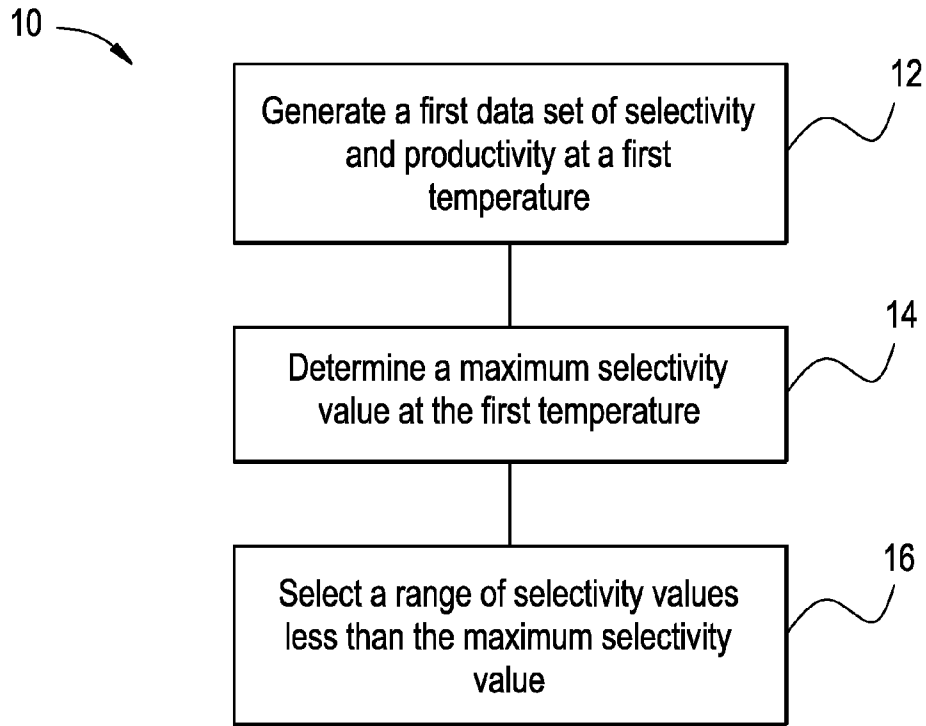 10
12
Generate a first data set of selectivity
and productivity at a first
temperature
14
Determine a maximum selectivity
value at the first temperature
16
Select a range of selectivity values
less than the maximum selectivity
value